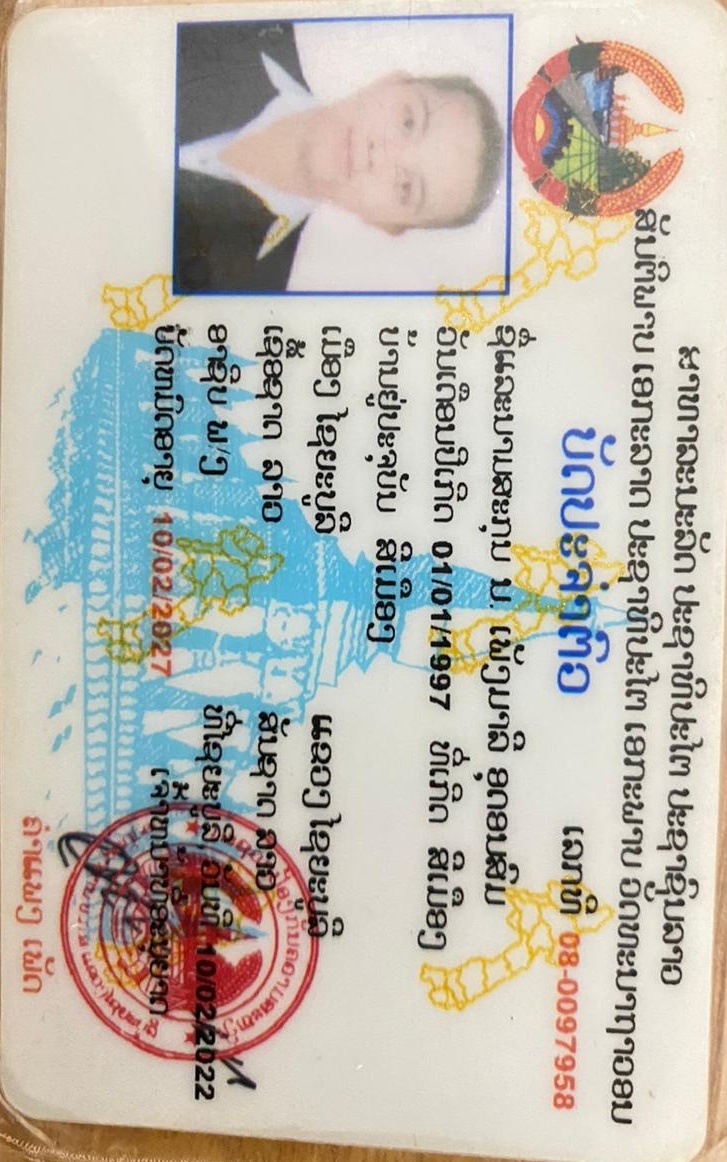 ສາທາລະນະລັດ ປະຊາທິປະໄຕ ປະຊາຊົນລາວ
ສັນຕິພາບ ເອກະລາດ ປະຊາທິປະໄຕ ເອກະພາບ ວັດທະນາຖາວອນ
ບັດປະຈຳຕົວ
ເລກທີ 08-0097958
ຊື່ແລະນາມສະກຸນ ນ. ເພັງມາລີ ອຸດອນສິນ
ວັນເດືອນປີເກີດ 01/01/1997 ທີ່ເກີດ ສີເມືອງ
ບ້ານຢູ່ປະຈຸບັນ ສີເມືອງ
ເມືອງ ໄຊຍະບູລີ ແຂວງ ໄຊຍະບູລີ
ເຊື້ອຊາດ ລາວ ສັນຊາດ ລາວ
ອາຊີບ ພ/ງ ທີ່ໄຊຍະບູລີ, ວັນທີ 10/02/2022
ບັດໝົດອາຍຸ 10/02/2027 ເຈົ້າໜ້າທີ່